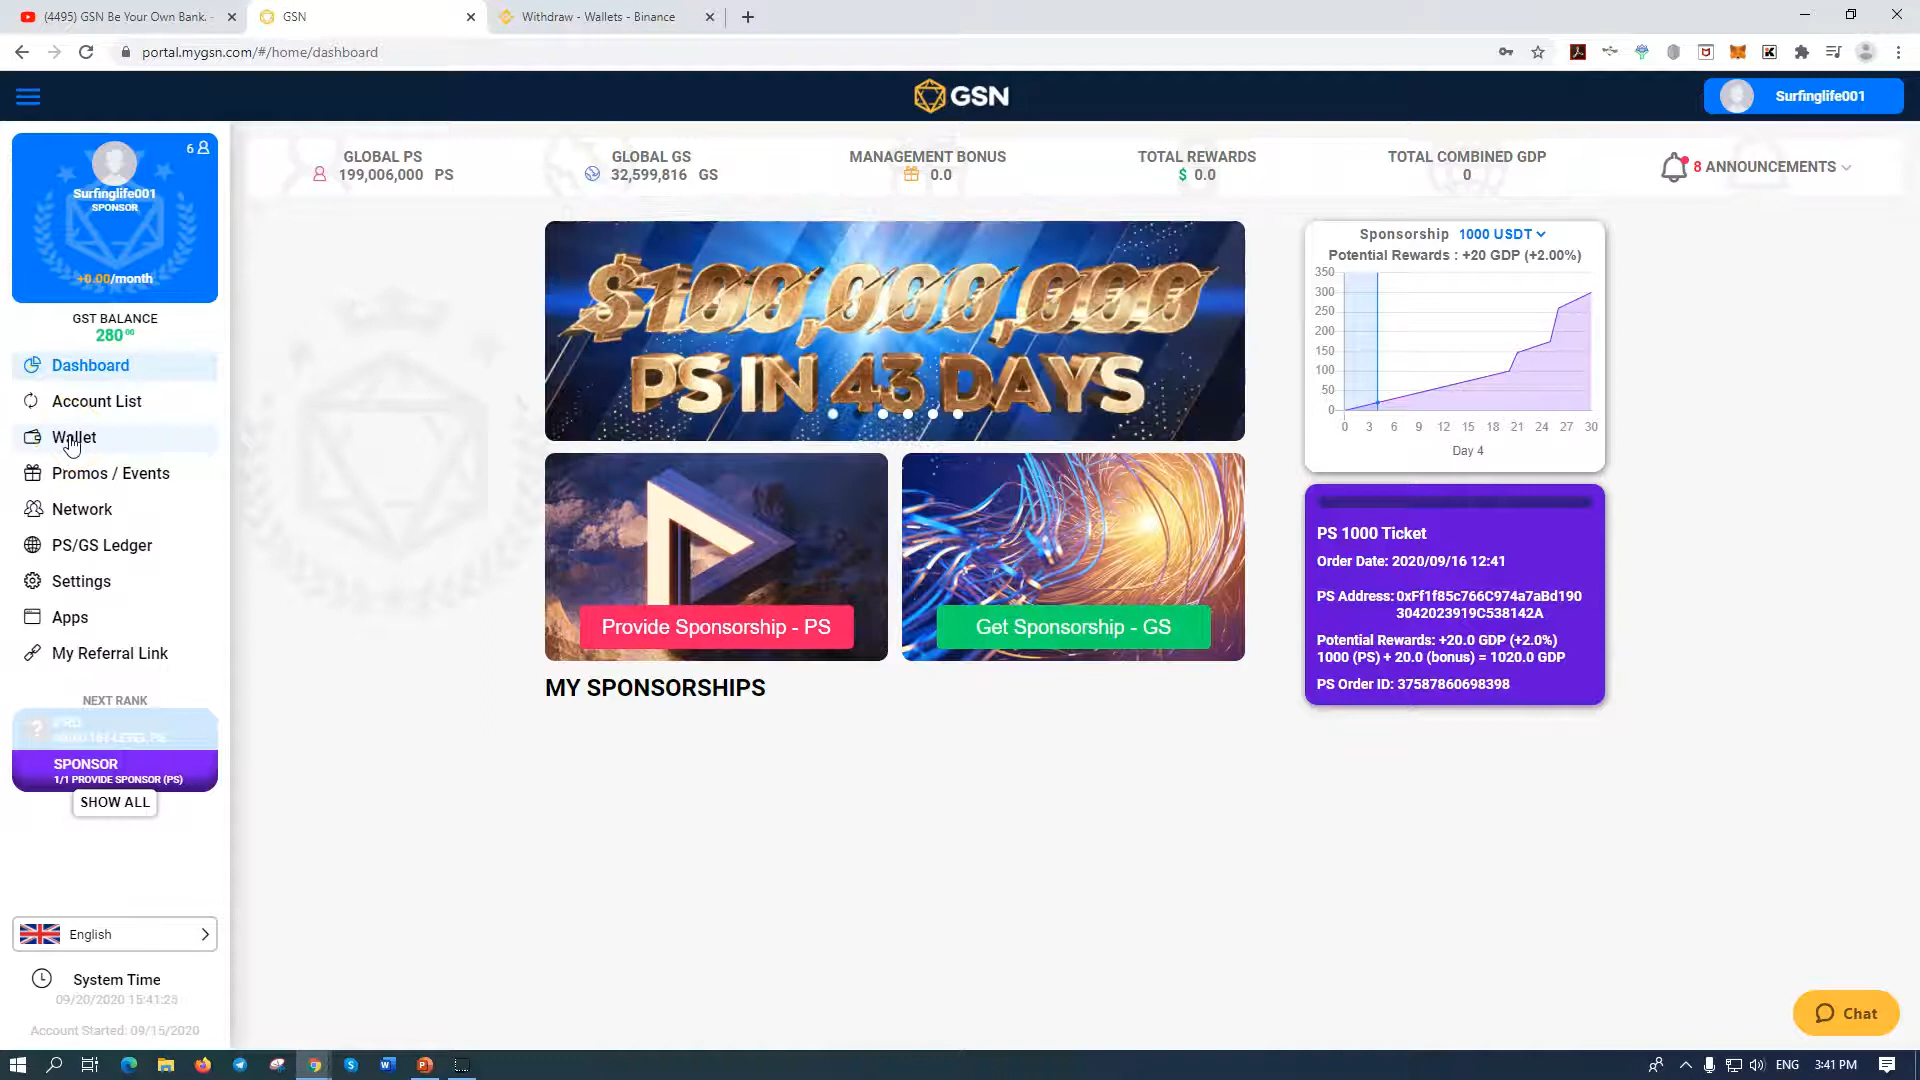 (4495) GSN Be Your Own Bank. -
GSN
Withdraw - Wallets - Binance
portal.mygsn.com/#/home/dashboard
GSN
Surfinglife001
6
Surfinglife001
SPONSOR
+0.00/month
GST BALANCE
280.00
Dashboard
Account List
Wallet
Promos / Events
Network
PS/GS Ledger
Settings
Apps
My Referral Link
NEXT RANK
SPONSOR
1/1 PROVIDE SPONSOR (PS)
SHOW ALL
English
System Time
09/20/2020 15:41:25
Account Started: 09/15/2020
GLOBAL PS
199,006,000 PS
GLOBAL GS
32,599,816 GS
MANAGEMENT BONUS
0.0
TOTAL REWARDS
$ 0.0
TOTAL COMBINED GDP
0
8 ANNOUNCEMENTS
$100,000,000
PS IN 43 DAYS
Provide Sponsorship - PS
Get Sponsorship - GS
MY SPONSORSHIPS
Sponsorship 1000 USDT
Potential Rewards : +20 GDP (+2.00%)
350
300
250
200
150
100
50
0
0 3 6 9 12 15 18 21 24 27 30
Day 4
PS 1000 Ticket
Order Date: 2020/09/16 12:41
PS Address: 0xFf1f85c766C974a7aBd190
3042023919C538142A
Potential Rewards: +20.0 GDP (+2.0%)
1000 (PS) + 20.0 (bonus) = 1020.0 GDP
PS Order ID: 37587860698398
Chat
ENG
3:41 PM